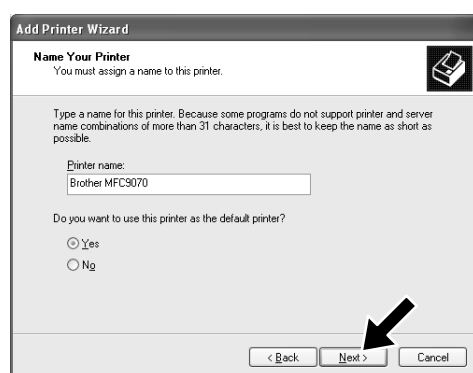 Add Printer Wizard
Name Your Printer
You must assign a name to this printer.
Type a name for this printer. Because some programs do not support printer and server
name combinations of more than 31 characters, it is best to keep the name as short as
possible.
Printer name:
Brother MFC9070
Do you want to use this printer as the default printer?
Yes
No
< Back Next > Cancel